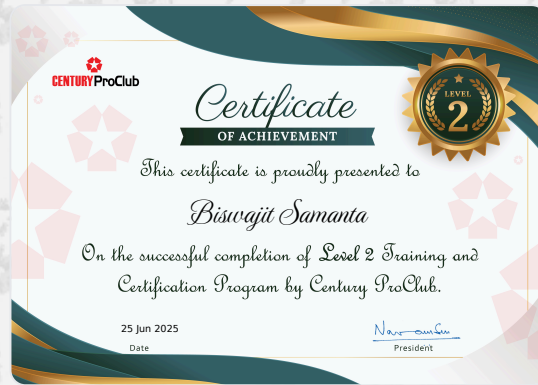 CENTURY ProClub
LEVEL
2
Certificate
OF ACHIEVEMENT
This certificate is proudly presented to
Biswajit Samanta
On the successful completion of Level 2 Training and
Certification Program by Century ProClub.
25 Jun 2025
Date
President